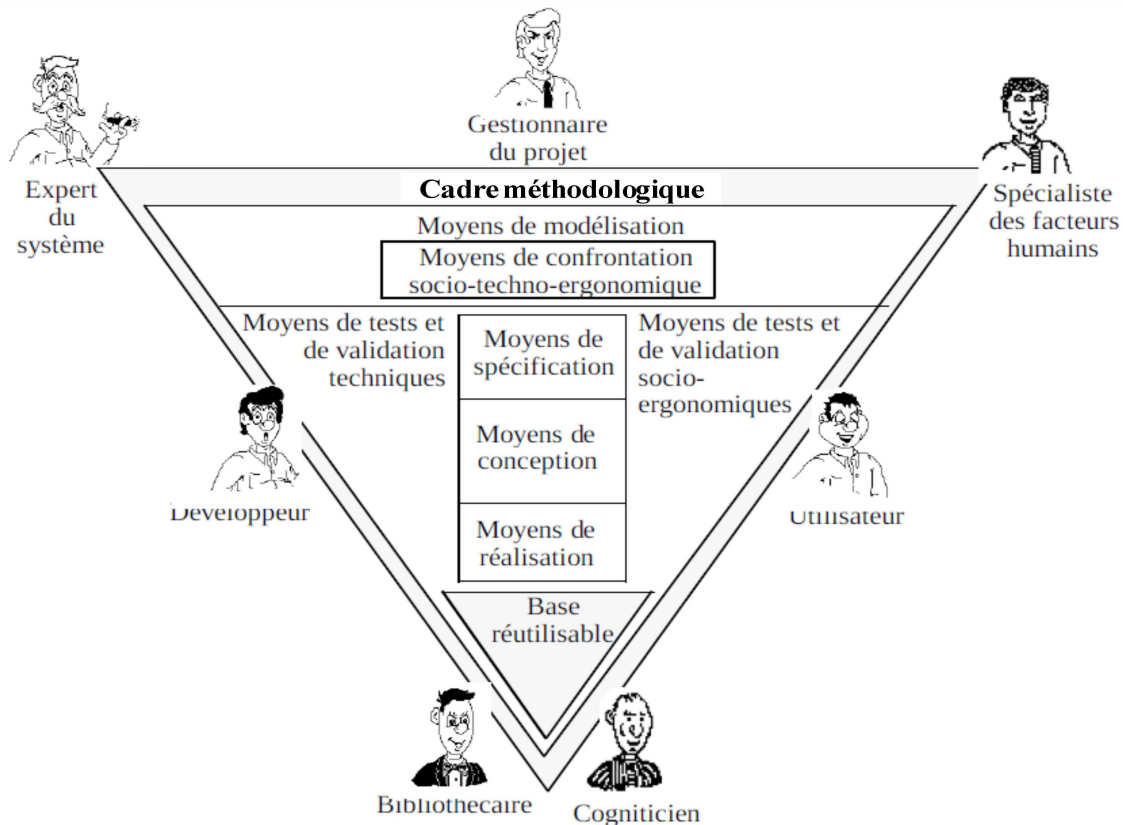 Gestionnaire
du projet
Expert
du
système
Cadre méthodologique
Spécialiste
des facteurs
humains
Moyens de modélisation
Moyens de confrontation
socio-techno-ergonomique
Moyens de tests et
de validation
techniques
Moyens de
spécification
Moyens de tests et
de validation
socio-
ergonomiques
Moyens de
conception
Développeur
Utilisateur
Moyens de
réalisation
Base
réutilisable
Bibliothécaire
Cogniticien